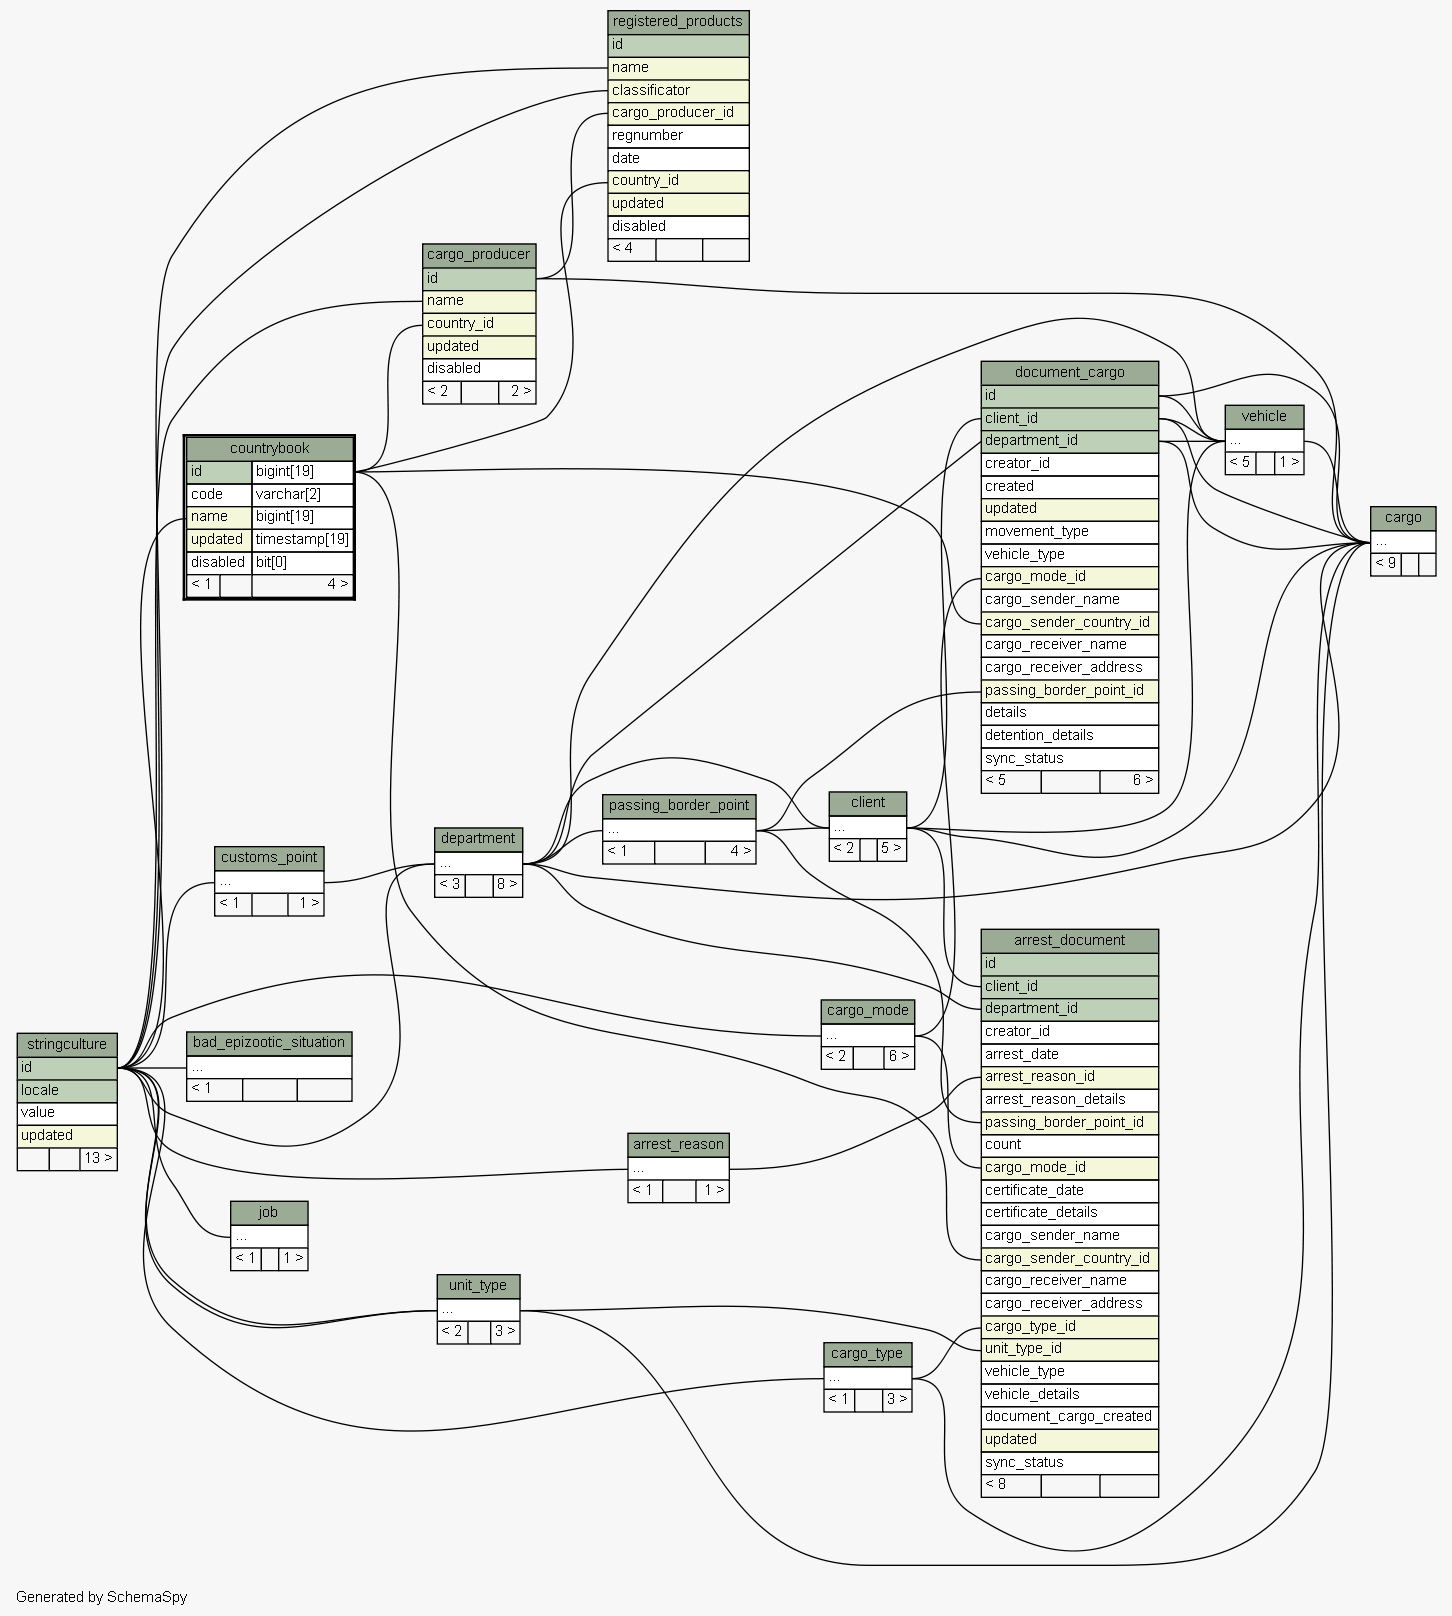 registered_products
id
name
classificator
cargo_producer_id
regnumber
date
country_id
updated
disabled
< 4
cargo_producer
id
name
country_id
updated
disabled
< 2 2 >
countrybook
id bigint[19]
code varchar[2]
name bigint[19]
updated timestamp[19]
disabled bit[0]
< 1 4 >
document_cargo
id
client_id
department_id
creator_id
created
updated
movement_type
vehicle_type
cargo_mode_id
cargo_sender_name
cargo_sender_country_id
cargo_receiver_name
cargo_receiver_address
passing_border_point_id
details
detention_details
sync_status
< 5 6 >
vehicle
...
< 5 1 >
cargo
...
< 9
passing_border_point
...
< 1 4 >
client
...
< 2 5 >
department
...
< 3 8 >
customs_point
...
< 1 1 >
arrest_document
id
client_id
department_id
creator_id
arrest_date
arrest_reason_id
arrest_reason_details
passing_border_point_id
count
cargo_mode_id
certificate_date
certificate_details
cargo_sender_name
cargo_sender_country_id
cargo_receiver_name
cargo_receiver_address
cargo_type_id
unit_type_id
vehicle_type
vehicle_details
document_cargo_created
updated
sync_status
< 8
cargo_mode
...
< 2 6 >
stringculture
id
locale
value
updated
13 >
bad_epizootic_situation
...
< 1
arrest_reason
...
< 1 1 >
job
...
< 1 1 >
unit_type
...
< 2 3 >
cargo_type
...
< 1 3 >
Generated by SchemaSpy